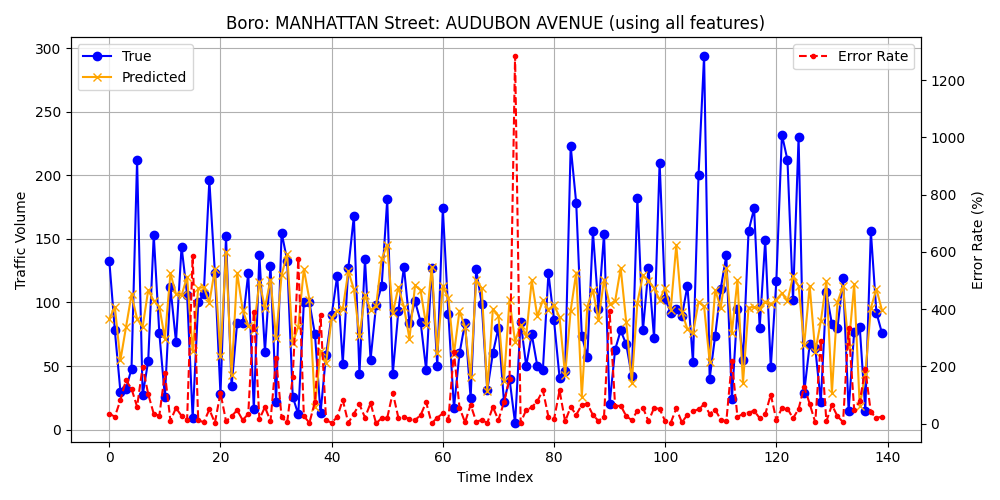 Boro: MANHATTAN Street: AUDUBON AVENUE (using all features)
True
Predicted
Error Rate
300
250
200
150
100
50
0
Traffic Volume
1200
1000
800
600
400
200
0
Error Rate (%)
0 20 40 60 80 100 120 140
Time Index